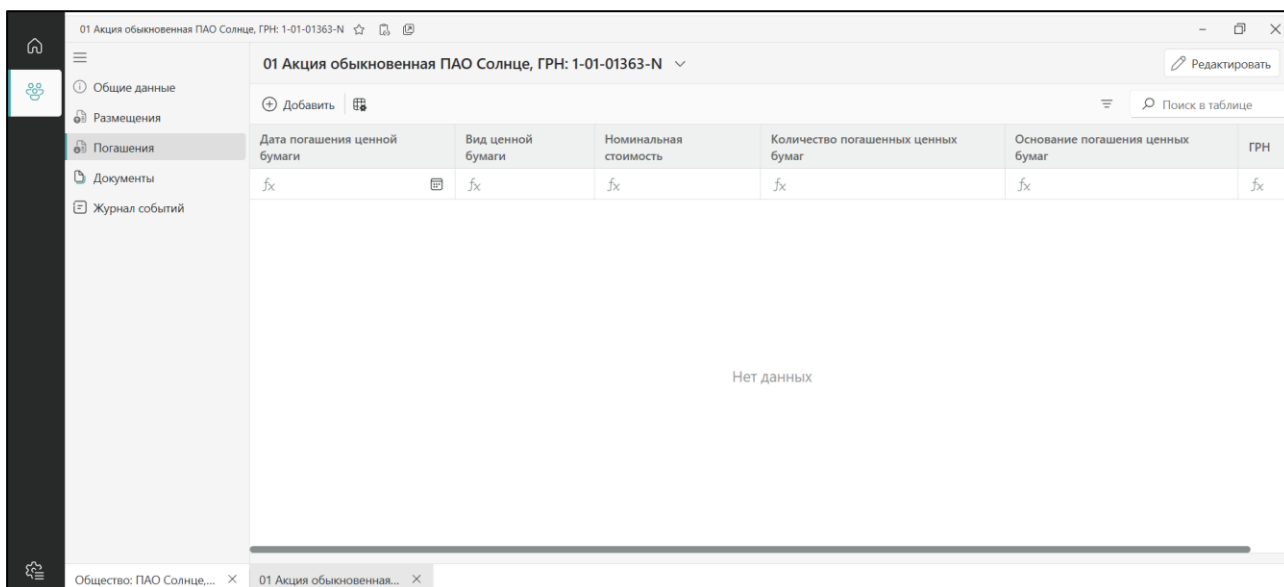 01 Акция обыкновенная ПАО Солнце, ГРН: 1-01-01363-N
01 Акция обыкновенная ПАО Солнце, ГРН: 1-01-01363-N
Редактировать
Общие данные
Размещения
Погашения
Документы
Журнал событий
Добавить
Поиск в таблице
Дата погашения ценной
бумаги
Вид ценной
бумаги
Номинальная
стоимость
Количество погашенных ценных
бумаг
Основание погашения ценных
бумаг
ГРН
fx
fx
fx
fx
fx
fx
Нет данных
Общество: ПАО Солнце,...
01 Акция обыкновенная...